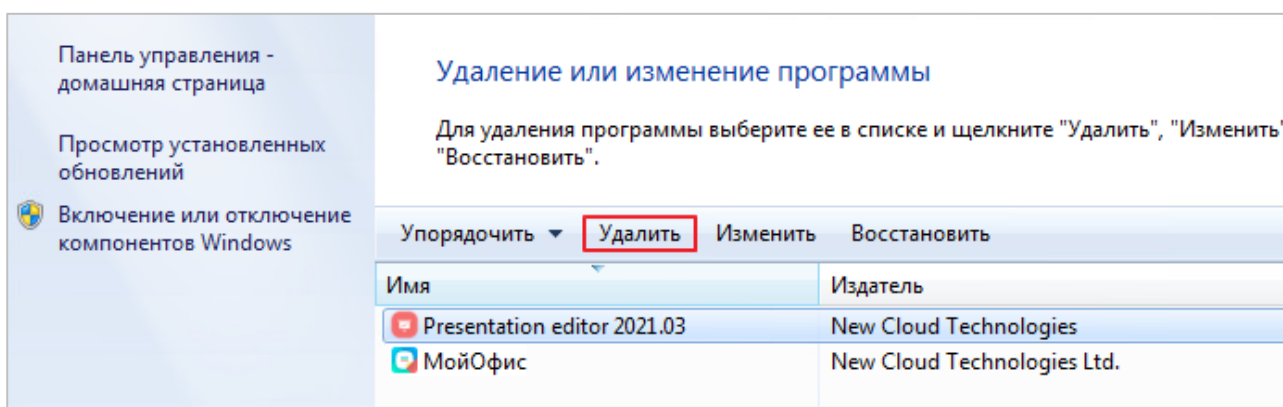 Панель управления -
домашняя страница
Просмотр установленных
обновлений
Включение или отключение
компонентов Windows
Удаление или изменение программы
Для удаления программы выберите ее в списке и щелкните "Удалить", "Изменить"
"Восстановить".
Упорядочить Удалить Изменить Восстановить
Имя Издатель
Presentation editor 2021.03 New Cloud Technologies
МойОфис New Cloud Technologies Ltd.